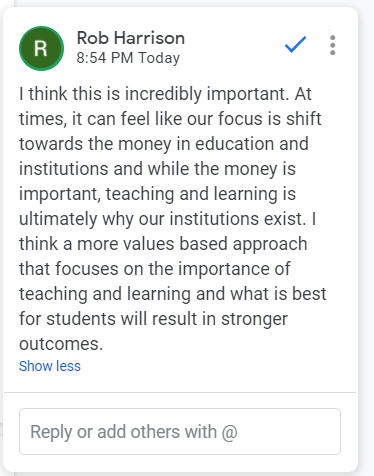 R
Rob Harrison
8:54 PM Today
I think this is incredibly important. At
times, it can feel like our focus is shift
towards the money in education and
institutions and while the money is
important, teaching and learning is
ultimately why our institutions exist. I
think a more values based approach
that focuses on the importance of
teaching and learning and what is best
for students will result in stronger
outcomes.
Show less
Reply or add others with @